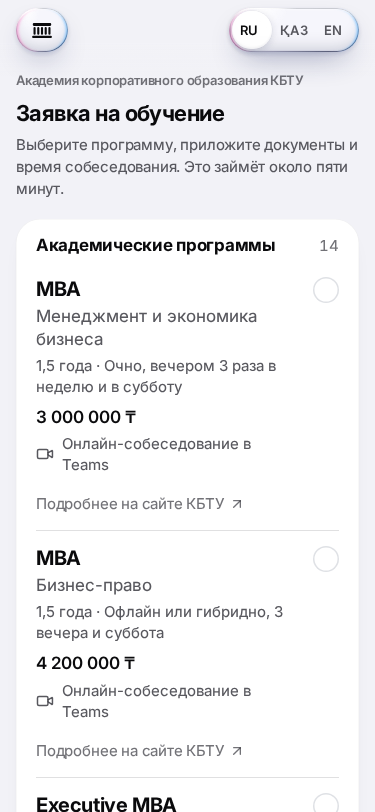 RU ҚАЗ EN
Академия корпоративного образования КБТУ
Заявка на обучение
Выберите программу, приложите документы и
время собеседования. Это займёт около пяти
минут.
Академические программы 14
MBA
Менеджмент и экономика
бизнеса
1,5 года · Очно, вечером 3 раза в
неделю и в субботу
3 000 000 ₸
Онлайн-собеседование в
Teams
Подробнее на сайте КБТУ
MBA
Бизнес-право
1,5 года · Офлайн или гибридно, 3
вечера и суббота
4 200 000 ₸
Онлайн-собеседование в
Teams
Подробнее на сайте КБТУ
Executive MBA